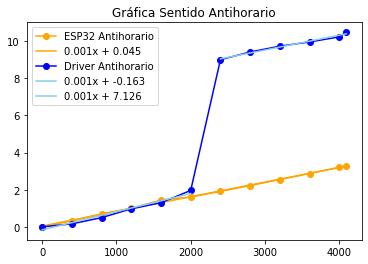 Gráfica Sentido Antihorario
ESP32 Antihorario
0.001x + 0.045
Driver Antihorario
0.001x + -0.163
0.001x + 7.126
10
8
6
4
2
0
0 1000 2000 3000 4000